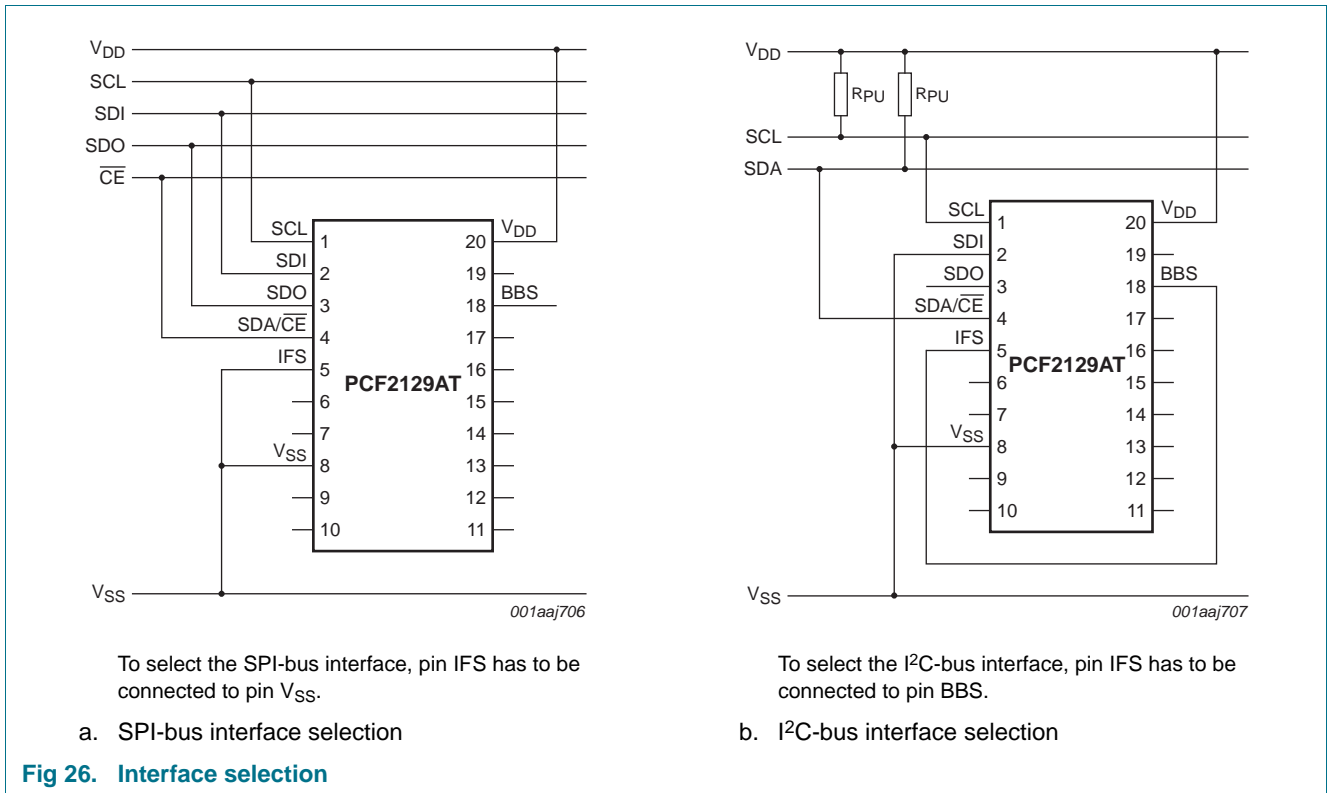 VDD
SCL
SDI
SDO
CE
SCL
SDI
SDO
SDA/CE
IFS
VSS
1
2
3
4
5
6
7
8
9
10
PCF2129AT
20
19
18
17
16
15
14
13
12
11
VDD
BBS
VSS
001aaj706
To select the SPI-bus interface, pin IFS has to be
connected to pin VSS.
a. SPI-bus interface selection
VDD
RPU
RPU
SCL
SDA
SCL
SDI
SDO
SDA/CE
IFS
VSS
1
2
3
4
5
6
7
8
9
10
PCF2129AT
20
19
18
17
16
15
14
13
12
11
VDD
BBS
VSS
001aaj707
To select the I2C-bus interface, pin IFS has to be
connected to pin BBS.
b. I2C-bus interface selection
Fig 26. Interface selection